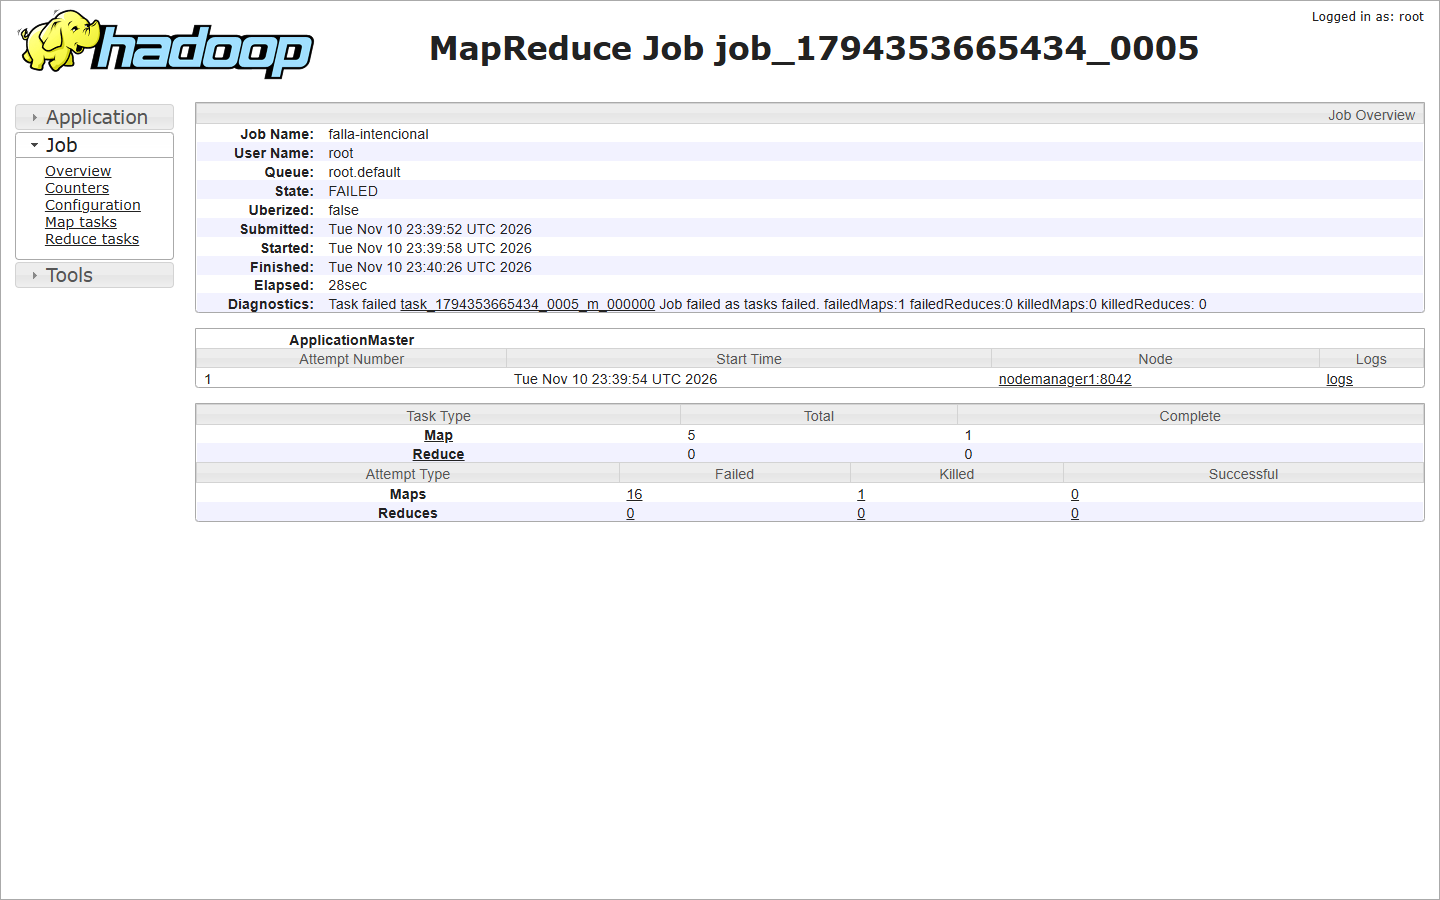 Logged in as: root
hadoop
MapReduce Job job_1794353665434_0005
Application
Job
Overview
Counters
Configuration
Map tasks
Reduce tasks
Tools
Job Overview
Job Name: falla-intencional
User Name: root
Queue: root.default
State: FAILED
Uberized: false
Submitted: Tue Nov 10 23:39:52 UTC 2026
Started: Tue Nov 10 23:39:58 UTC 2026
Finished: Tue Nov 10 23:40:26 UTC 2026
Elapsed: 28sec
Diagnostics: Task failed task_1794353665434_0005_m_000000 Job failed as tasks failed. failedMaps:1 failedReduces:0 killedMaps:0 killedReduces: 0
ApplicationMaster
Attempt Number Start Time Node Logs
1 Tue Nov 10 23:39:54 UTC 2026 nodemanager1:8042 logs
Task Type Total Complete
Map 5 1
Reduce 0 0
Attempt Type Failed Killed Successful
Maps 16 1 0
Reduces 0 0 0